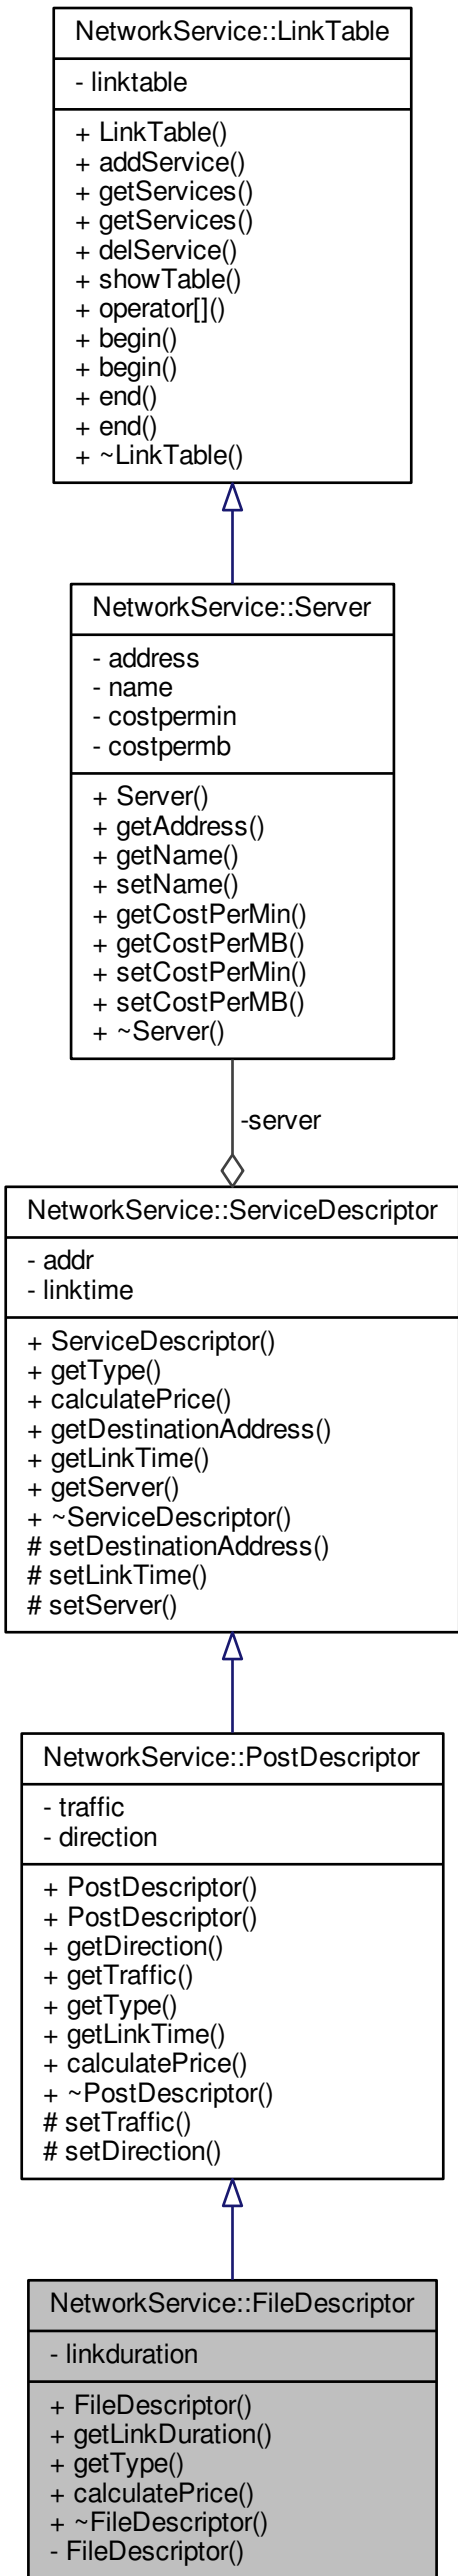 NetworkService::LinkTable
- linktable
+ LinkTable()
+ addService()
+ getServices()
+ getServices()
+ delService()
+ showTable()
+ operator[]()
+ begin()
+ begin()
+ end()
+ end()
+ ~LinkTable()
NetworkService::Server
- address
- name
- costpermin
- costpermb
+ Server()
+ getAddress()
+ getName()
+ setName()
+ getCostPerMin()
+ getCostPerMB()
+ setCostPerMin()
+ setCostPerMB()
+ ~Server()
-server
NetworkService::ServiceDescriptor
- addr
- linktime
+ ServiceDescriptor()
+ getType()
+ calculatePrice()
+ getDestinationAddress()
+ getLinkTime()
+ getServer()
+ ~ServiceDescriptor()
# setDestinationAddress()
# setLinkTime()
# setServer()
NetworkService::PostDescriptor
- traffic
- direction
+ PostDescriptor()
+ PostDescriptor()
+ getDirection()
+ getTraffic()
+ getType()
+ getLinkTime()
+ calculatePrice()
+ ~PostDescriptor()
# setTraffic()
# setDirection()
NetworkService::FileDescriptor
- linkduration
+ FileDescriptor()
+ getLinkDuration()
+ getType()
+ calculatePrice()
+ ~FileDescriptor()
- FileDescriptor()